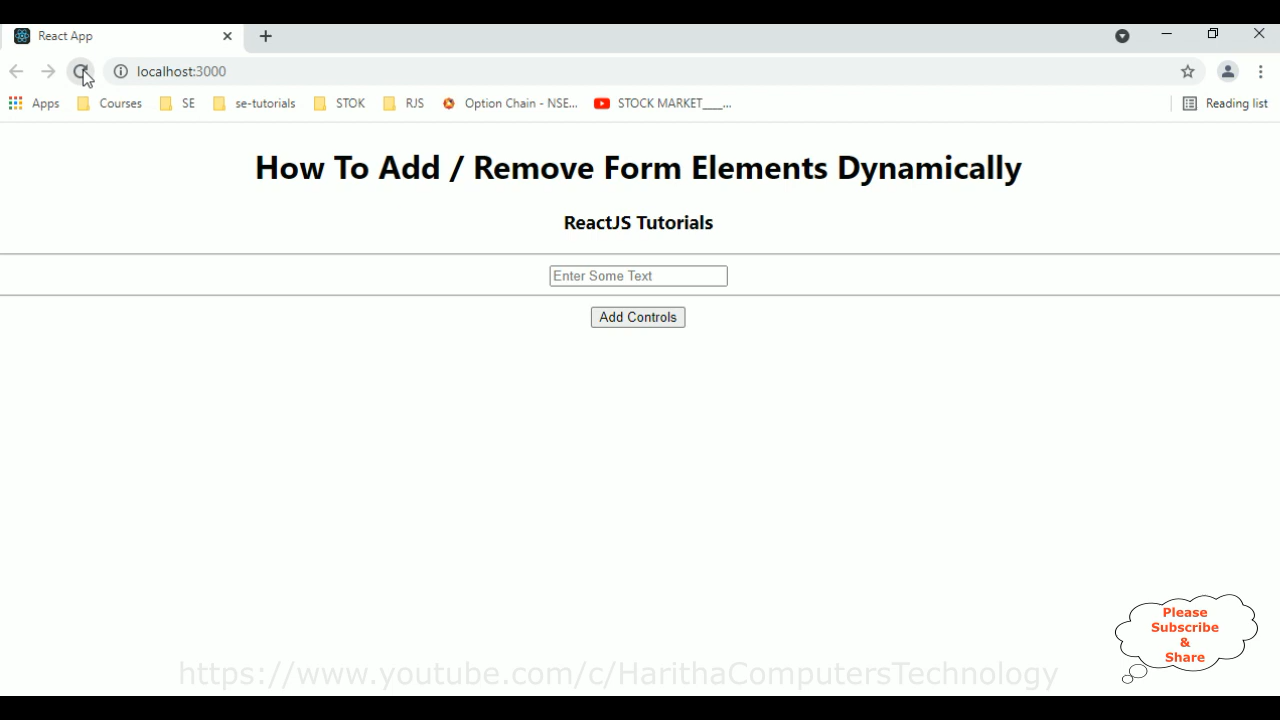 React App
localhost:3000
Apps Courses SE se-tutorials STOK RJS Option Chain - NSE... STOCK MARKET___... Reading list
How To Add / Remove Form Elements Dynamically
ReactJS Tutorials
Enter Some Text
Add Controls
Please
Subscribe
&
Share
https://www.youtube.com/c/HarithaComputersTechnology